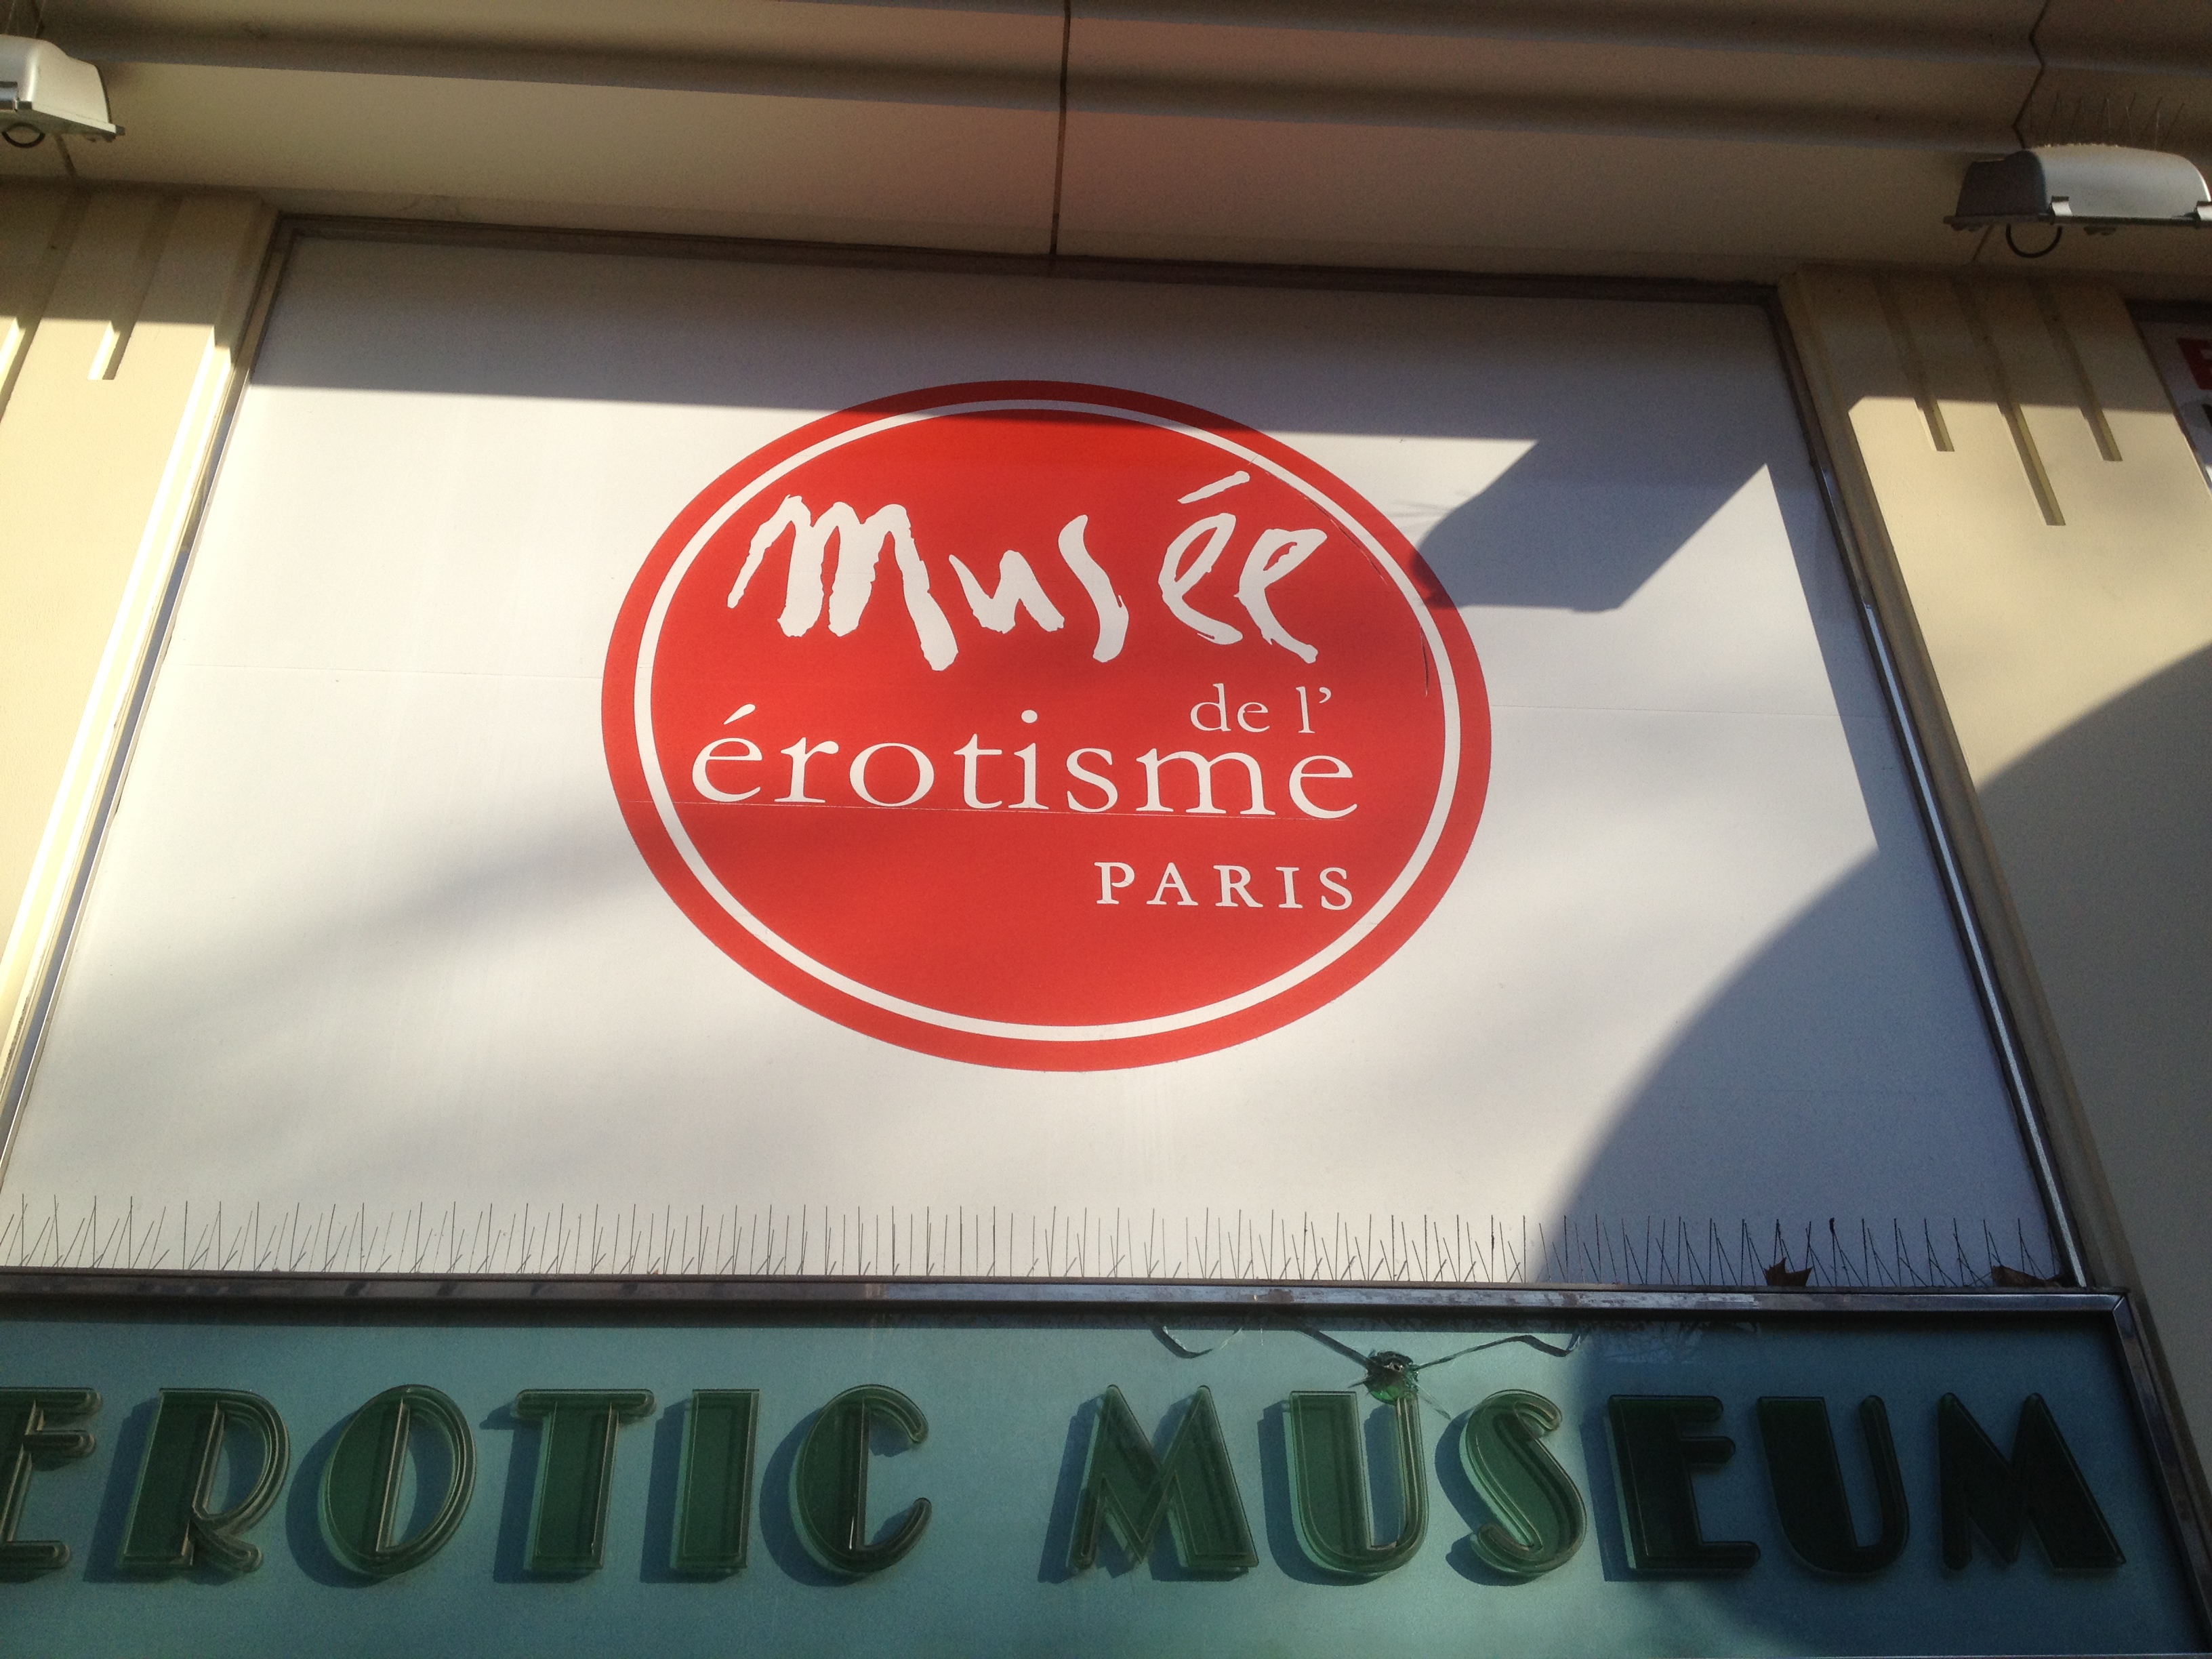 musée
de l'
érotisme
PARIS
EROTIC MUSEUM